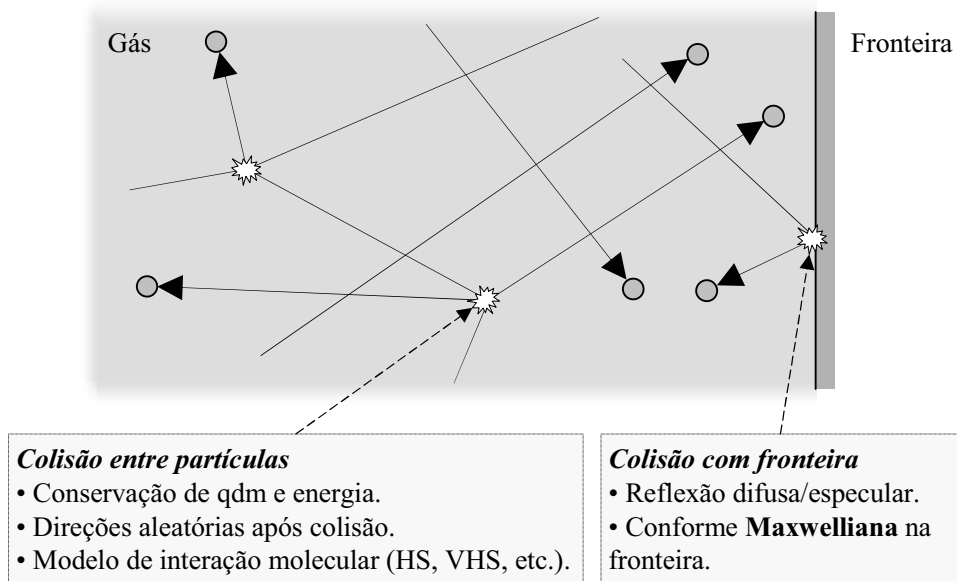 Gás
Fronteira
Colisão entre partículas
• Conservação de qdm e energia.
• Direções aleatórias após colisão.
• Modelo de interação molecular (HS, VHS, etc.).
Colisão com fronteira
• Reflexão difusa/especular.
• Conforme Maxwelliana na
fronteira.